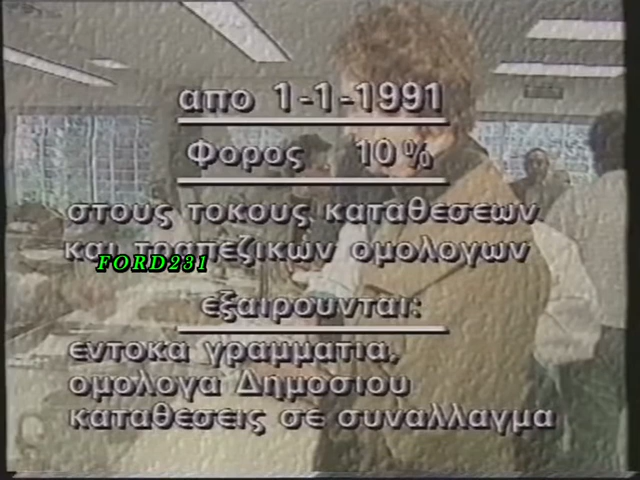 απο 1-1-1991
Φορος 10%
στους τοκους καταθεσεων
και τραπεζικων ομολογων
FORD231
εξαιρουνται:
εντοκα γραμματια,
ομολογα Δημοσιου
καταθεσεις σε συναλλαγμα